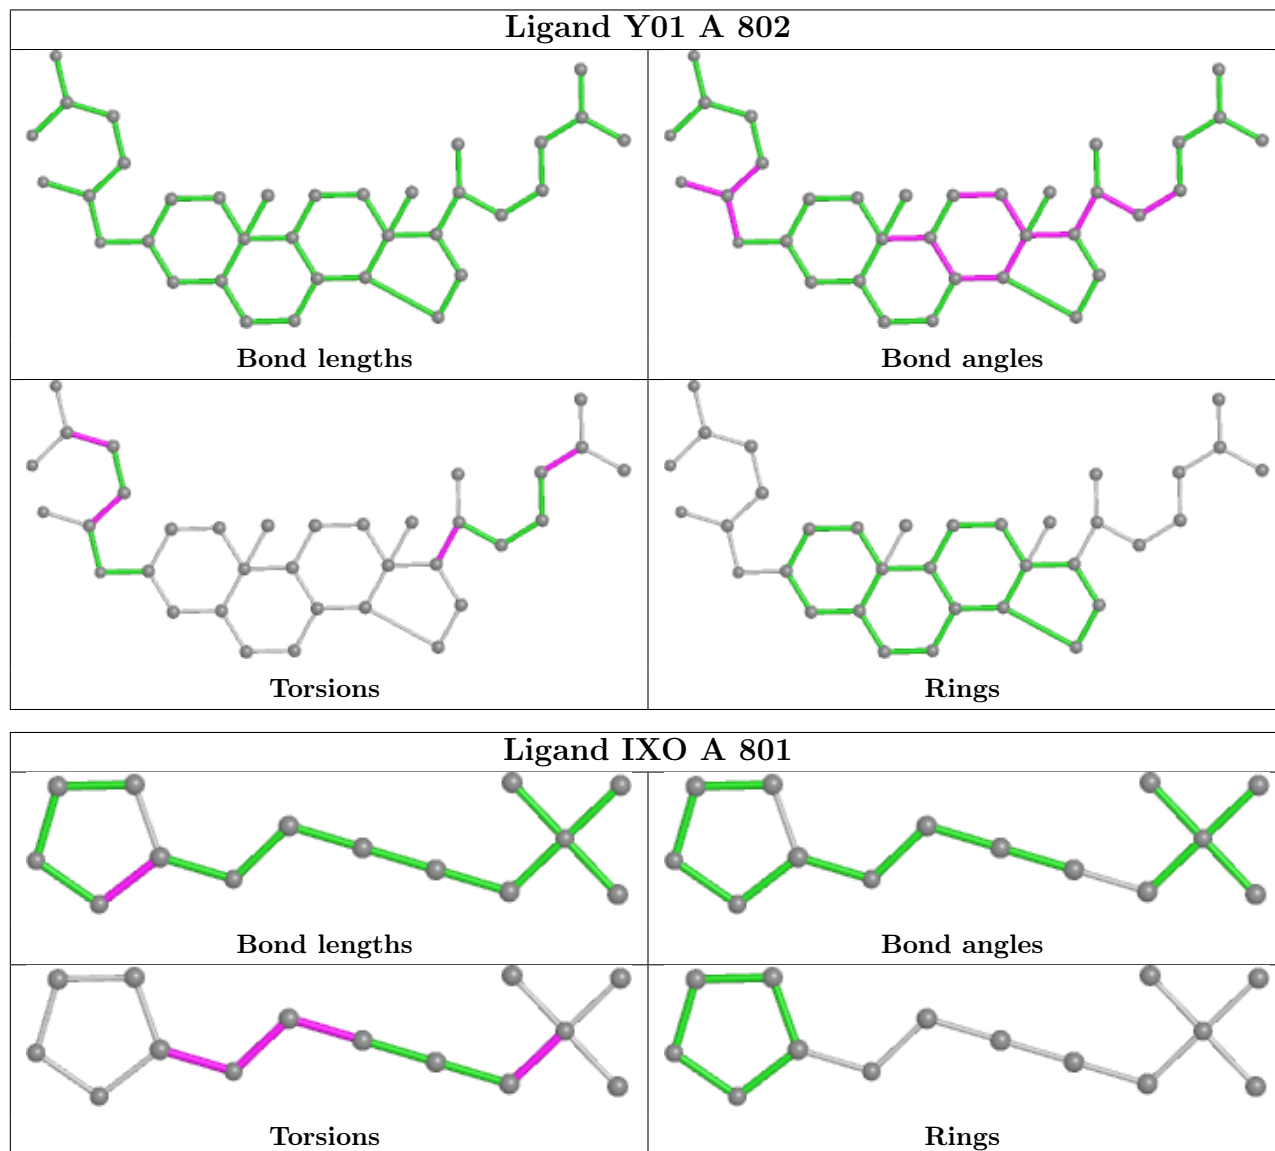 Ligand Y01 A 802
Bond lengths
Bond angles
Torsions
Rings
Ligand IXO A 801
Bond lengths
Bond angles
Torsions
Rings